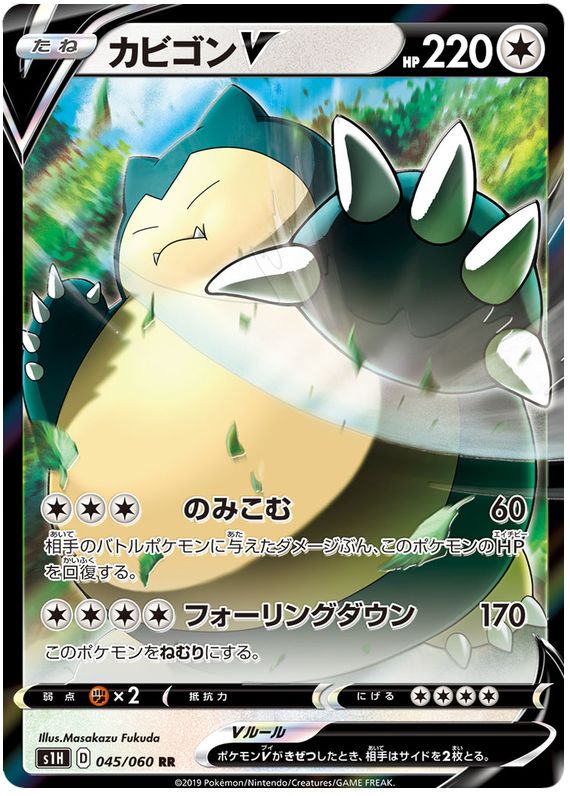 たね カビゴンV HP 220
のみこむ 60
相手のバトルポケモンに与えたダメージぶん、このポケモンのHP
を回復する。
フォーリングダウン 170
このポケモンをねむりにする。
弱点 ×2 抵抗力 にげる
Illus.Masakazu Fukuda
Vルール
ポケモンVがきぜつしたとき、相手はサイドを2枚とる。
s1H D 045/060 RR
©2019 Pokémon/Nintendo/Creatures/GAME FREAK.